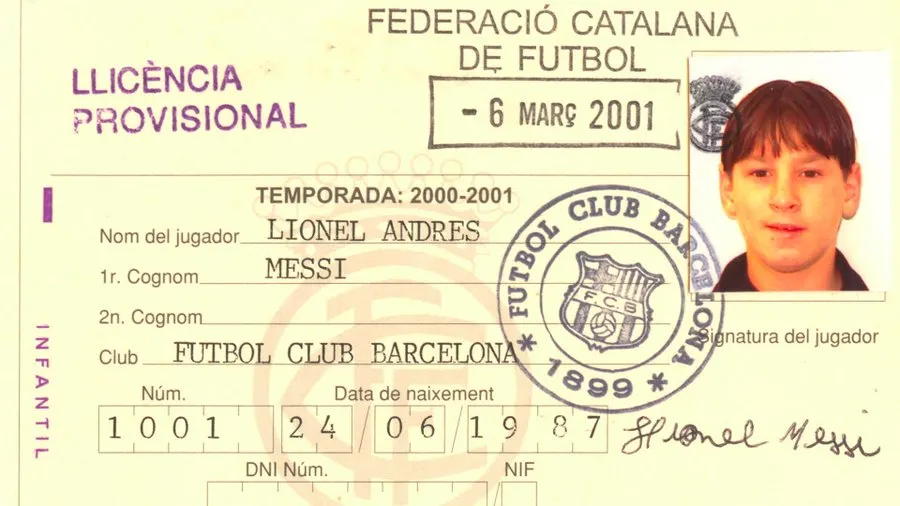 FEDERACIÓ CATALANA
DE FUTBOL
LLICÈNCIA
PROVISIONAL
- 6 MARÇ 2001
TEMPORADA: 2000-2001
Nom del jugador LIONEL ANDRES
1r. Cognom MESSI
2n. Cognom
Club FUTBOL CLUB BARCELONA
FUTBOL CLUB BARCELONA
F C B
* 1899 *
Signatura del jugador
INFANTIL
Núm. Data de naixement
1001 24/06/1987
Lionel Messi
DNI Núm. NIF